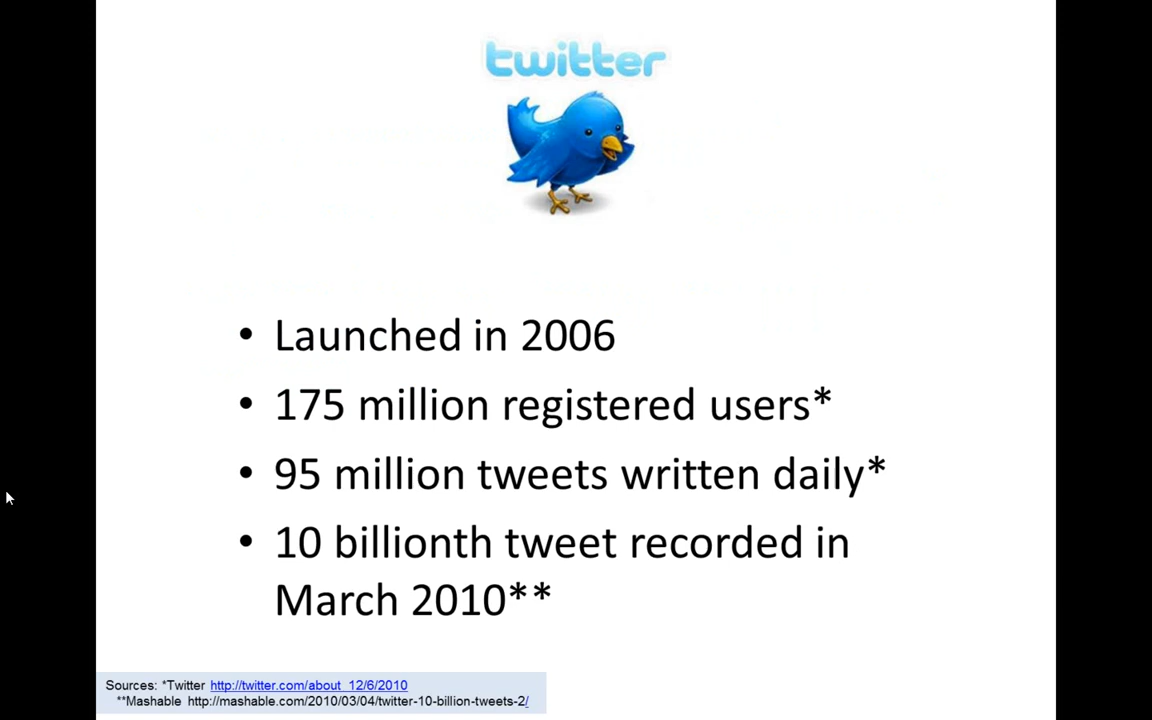 twitter
• Launched in 2006
• 175 million registered users*
• 95 million tweets written daily*
• 10 billionth tweet recorded in
March 2010**
Sources: *Twitter http://twitter.com/about 12/6/2010
**Mashable http://mashable.com/2010/03/04/twitter-10-billion-tweets-2/